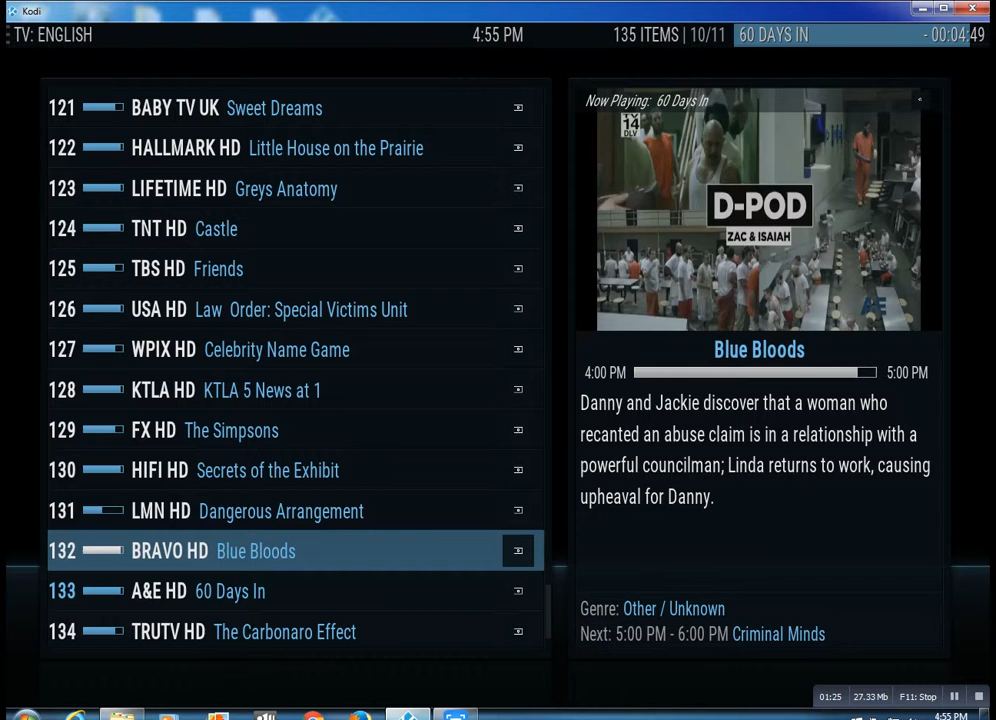 Kodi
TV: ENGLISH 4:55 PM 135 ITEMS | 10/11 60 DAYS IN - 00:04:49
121 BABY TV UK Sweet Dreams
122 HALLMARK HD Little House on the Prairie
123 LIFETIME HD Greys Anatomy
124 TNT HD Castle
125 TBS HD Friends
126 USA HD Law Order: Special Victims Unit
127 WPIX HD Celebrity Name Game
128 KTLA HD KTLA 5 News at 1
129 FX HD The Simpsons
130 HIFI HD Secrets of the Exhibit
131 LMN HD Dangerous Arrangement
132 BRAVO HD Blue Bloods
133 A&E HD 60 Days In
134 TRUTV HD The Carbonaro Effect
Now Playing: 60 Days In
TV
14
DLV
D-POD
ZAC & ISAIAH
A&E
Blue Bloods
4:00 PM 5:00 PM
Danny and Jackie discover that a woman who
recanted an abuse claim is in a relationship with a
powerful councilman; Linda returns to work, causing
upheaval for Danny.
Genre: Other / Unknown
Next: 5:00 PM - 6:00 PM Criminal Minds
01:25 27.33 Mb F11: Stop
4:55 PM